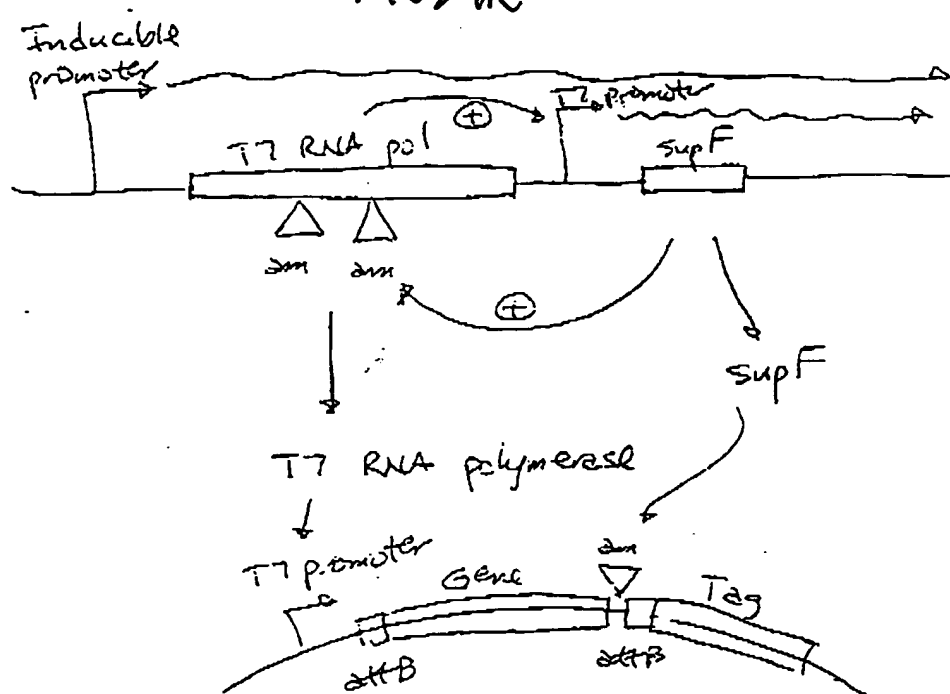 Inducible
promoter
T7 promoter
+
T7 RNA pol
supF
am am
+
supF
T7 RNA polymerase
am
T7 promoter
Gene
Tag
attB
attB